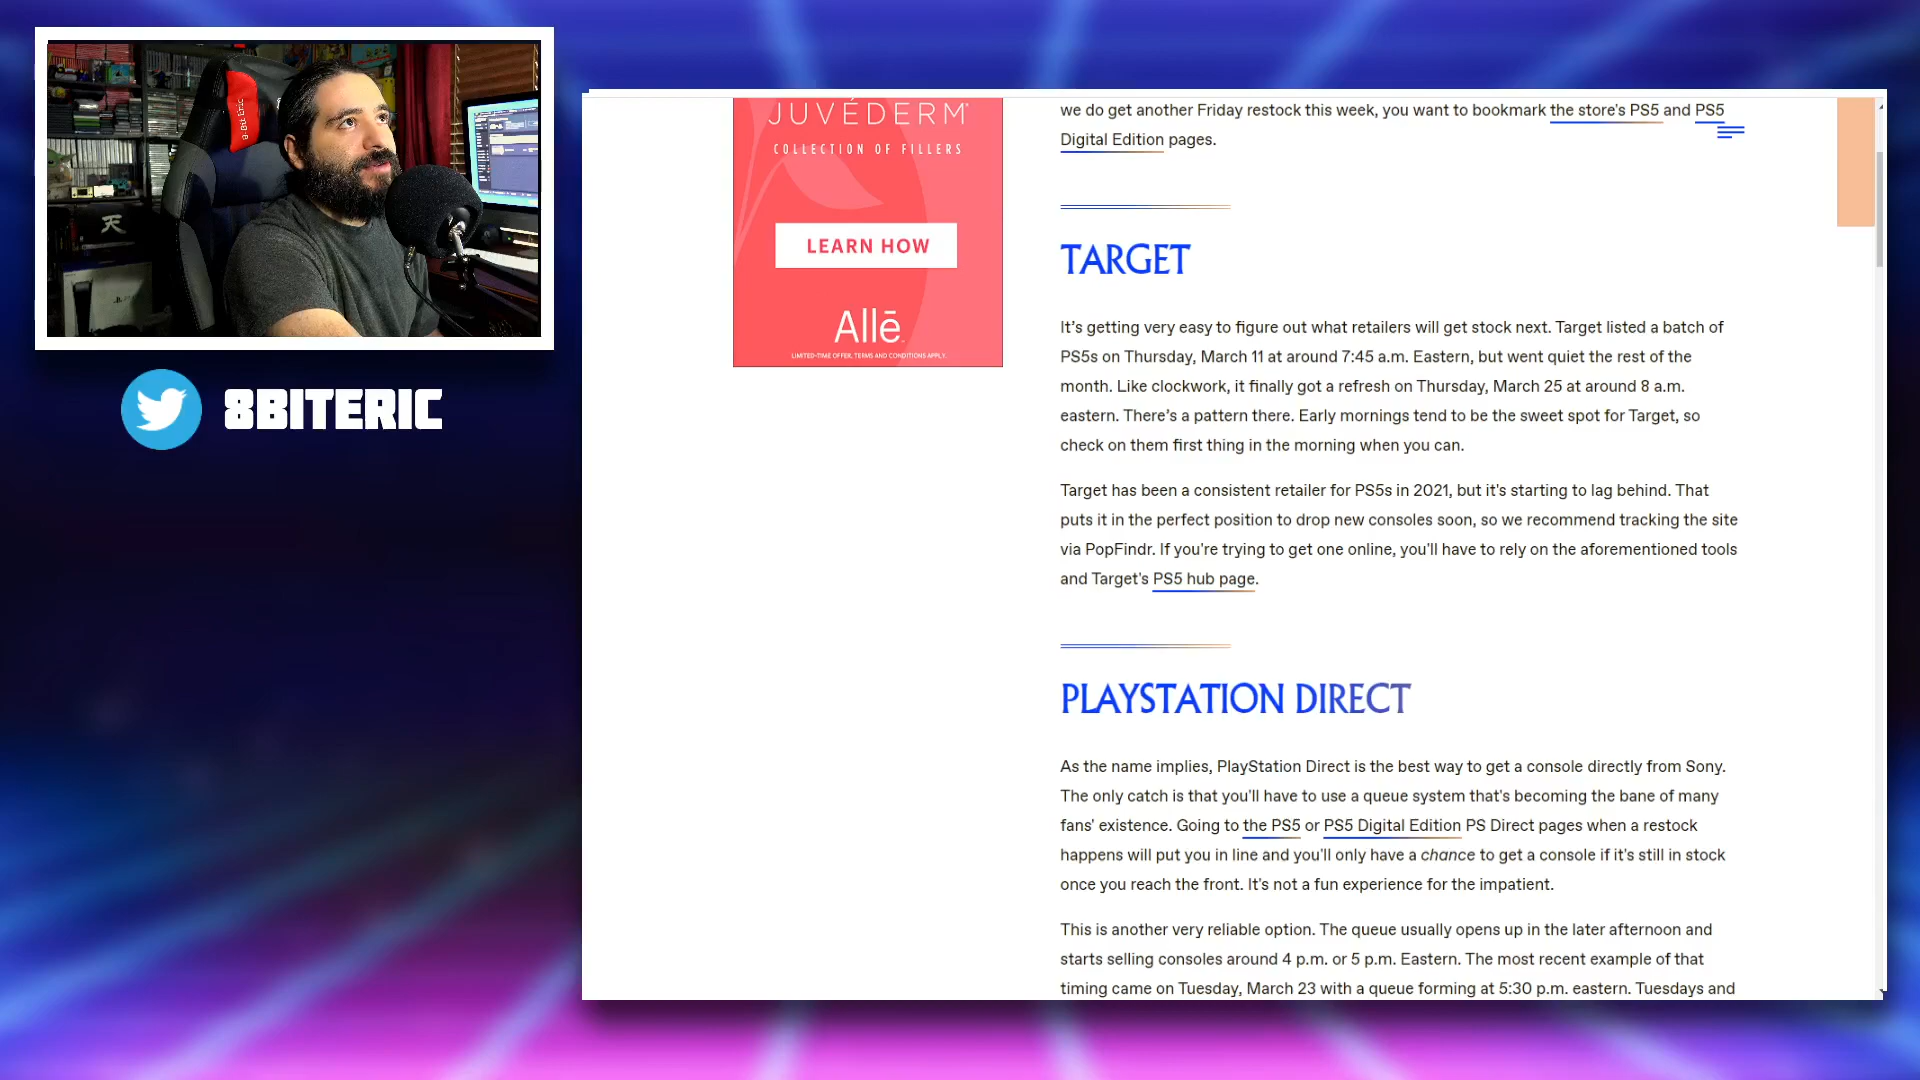 8-Bit Eric
8BITERIC
JUVÉDERM®
COLLECTION OF FILLERS
LEARN HOW
Allē
LIMITED-TIME OFFER. TERMS AND CONDITIONS APPLY.
we do get another Friday restock this week, you want to bookmark the store's PS5 and PS5
Digital Edition pages.
TARGET
It’s getting very easy to figure out what retailers will get stock next. Target listed a batch of
PS5s on Thursday, March 11 at around 7:45 a.m. Eastern, but went quiet the rest of the
month. Like clockwork, it finally got a refresh on Thursday, March 25 at around 8 a.m.
eastern. There’s a pattern there. Early mornings tend to be the sweet spot for Target, so
check on them first thing in the morning when you can.
Target has been a consistent retailer for PS5s in 2021, but it's starting to lag behind. That
puts it in the perfect position to drop new consoles soon, so we recommend tracking the site
via PopFindr. If you're trying to get one online, you'll have to rely on the aforementioned tools
and Target's PS5 hub page.
PLAYSTATION DIRECT
As the name implies, PlayStation Direct is the best way to get a console directly from Sony.
The only catch is that you'll have to use a queue system that's becoming the bane of many
fans' existence. Going to the PS5 or PS5 Digital Edition PS Direct pages when a restock
happens will put you in line and you'll only have a chance to get a console if it's still in stock
once you reach the front. It's not a fun experience for the impatient.
This is another very reliable option. The queue usually opens up in the later afternoon and
starts selling consoles around 4 p.m. or 5 p.m. Eastern. The most recent example of that
timing came on Tuesday, March 23 with a queue forming at 5:30 p.m. eastern. Tuesdays and